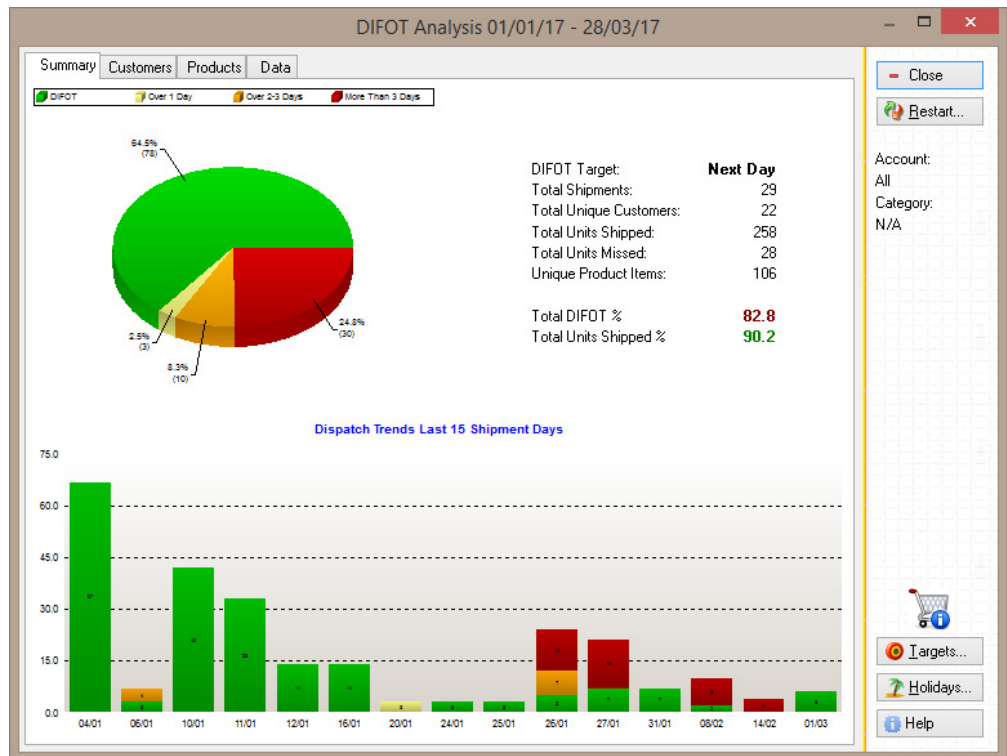 DIFOT Analysis 01/01/17 - 28/03/17
Summary Customers Products Data
DIFOT Over 1 Day Over 2-3 Days More Than 3 Days
64.5%
(78)
2.5%
(3)
8.3%
(10)
24.8%
(30)
DIFOT Target: Next Day
Total Shipments: 29
Total Unique Customers: 22
Total Units Shipped: 258
Total Units Missed: 28
Unique Product Items: 106
Total DIFOT % 82.8
Total Units Shipped % 90.2
Dispatch Trends Last 15 Shipment Days
75.0
60.0
45.0
30.0
15.0
0.0
04/01 06/01 10/01 11/01 12/01 16/01 20/01 24/01 25/01 26/01 27/01 31/01 08/02 14/02 01/03
Close
Restart...
Account:
All
Category:
N/A
Targets...
Holidays...
Help